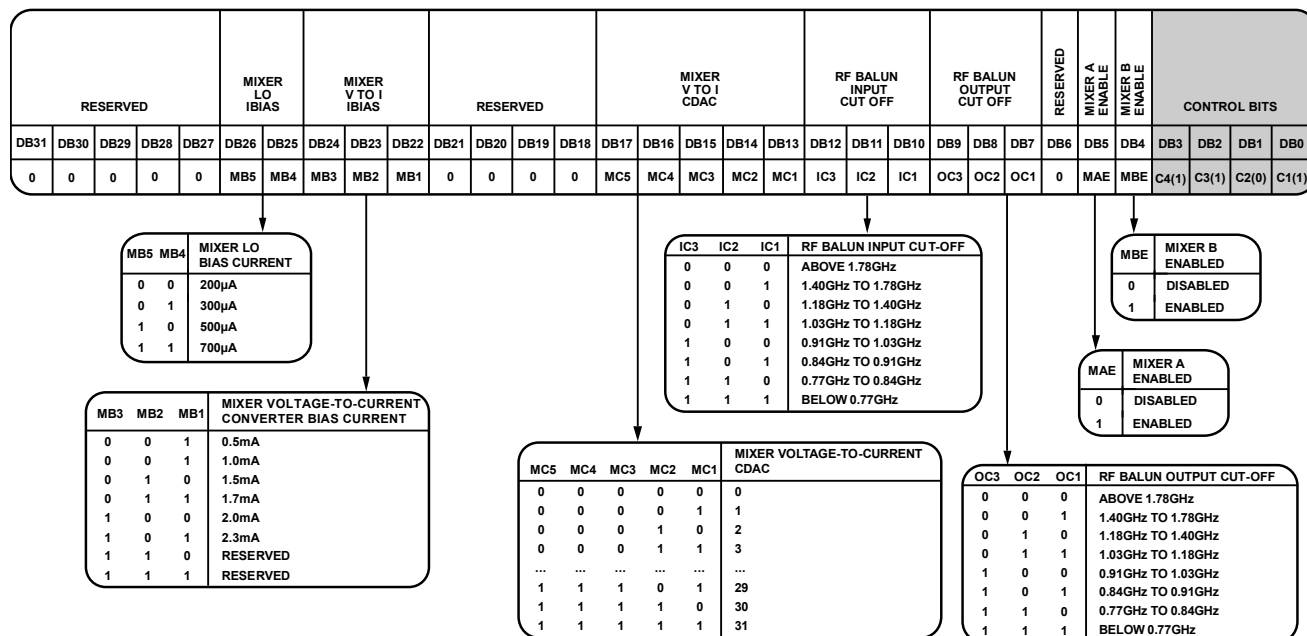 RESERVED
MIXER LO IBIAS
MIXER V TO I IBIAS
RESERVED
MIXER V TO I CDAC
RF BALUN INPUT CUT OFF
RF BALUN OUTPUT CUT OFF
RESERVED
MIXER A ENABLE
MIXER B ENABLE
CONTROL BITS
DB31 DB30 DB29 DB28 DB27 DB26 DB25 DB24 DB23 DB22 DB21 DB20 DB19 DB18 DB17 DB16 DB15 DB14 DB13 DB12 DB11 DB10 DB9 DB8 DB7 DB6 DB5 DB4 DB3 DB2 DB1 DB0
0 0 0 0 0 MB5 MB4 MB3 MB2 MB1 0 0 0 0 MC5 MC4 MC3 MC2 MC1 IC3 IC2 IC1 OC3 OC2 OC1 0 MAE MBE C4(1) C3(1) C2(0) C1(1)
MB5 MB4 MIXER LO BIAS CURRENT
0 0 200µA
0 1 300µA
1 0 500µA
1 1 700µA
MB3 MB2 MB1 MIXER VOLTAGE-TO-CURRENT CONVERTER BIAS CURRENT
0 0 1 0.5mA
0 0 1 1.0mA
0 1 0 1.5mA
0 1 1 1.7mA
1 0 0 2.0mA
1 0 1 2.3mA
1 1 0 RESERVED
1 1 1 RESERVED
MC5 MC4 MC3 MC2 MC1 MIXER VOLTAGE-TO-CURRENT CDAC
0 0 0 0 0 0
0 0 0 1 1 1
0 0 0 1 0 2
0 0 0 1 1 3
... ... ... ... ... ...
1 1 1 0 1 29
1 1 1 1 0 30
1 1 1 1 1 31
IC3 IC2 IC1 RF BALUN INPUT CUT-OFF
0 0 0 ABOVE 1.78GHz
0 0 1 1.40GHz TO 1.78GHz
0 1 0 1.18GHz TO 1.40GHz
0 1 1 1.03GHz TO 1.18GHz
1 0 0 0.91GHz TO 1.03GHz
1 0 1 0.84GHz TO 0.91GHz
1 1 0 0.77GHz TO 0.84GHz
1 1 1 BELOW 0.77GHz
MBE MIXER B ENABLED
0 DISABLED
1 ENABLED
MAE MIXER A ENABLED
0 DISABLED
1 ENABLED
OC3 OC2 OC1 RF BALUN OUTPUT CUT-OFF
0 0 0 ABOVE 1.78GHz
0 0 1 1.40GHz TO 1.78GHz
0 1 0 1.18GHz TO 1.40GHz
0 1 1 1.03GHz TO 1.18GHz
1 0 0 0.91GHz TO 1.03GHz
1 0 1 0.84GHz TO 0.91GHz
1 1 0 0.77GHz TO 0.84GHz
1 1 1 BELOW 0.77GHz